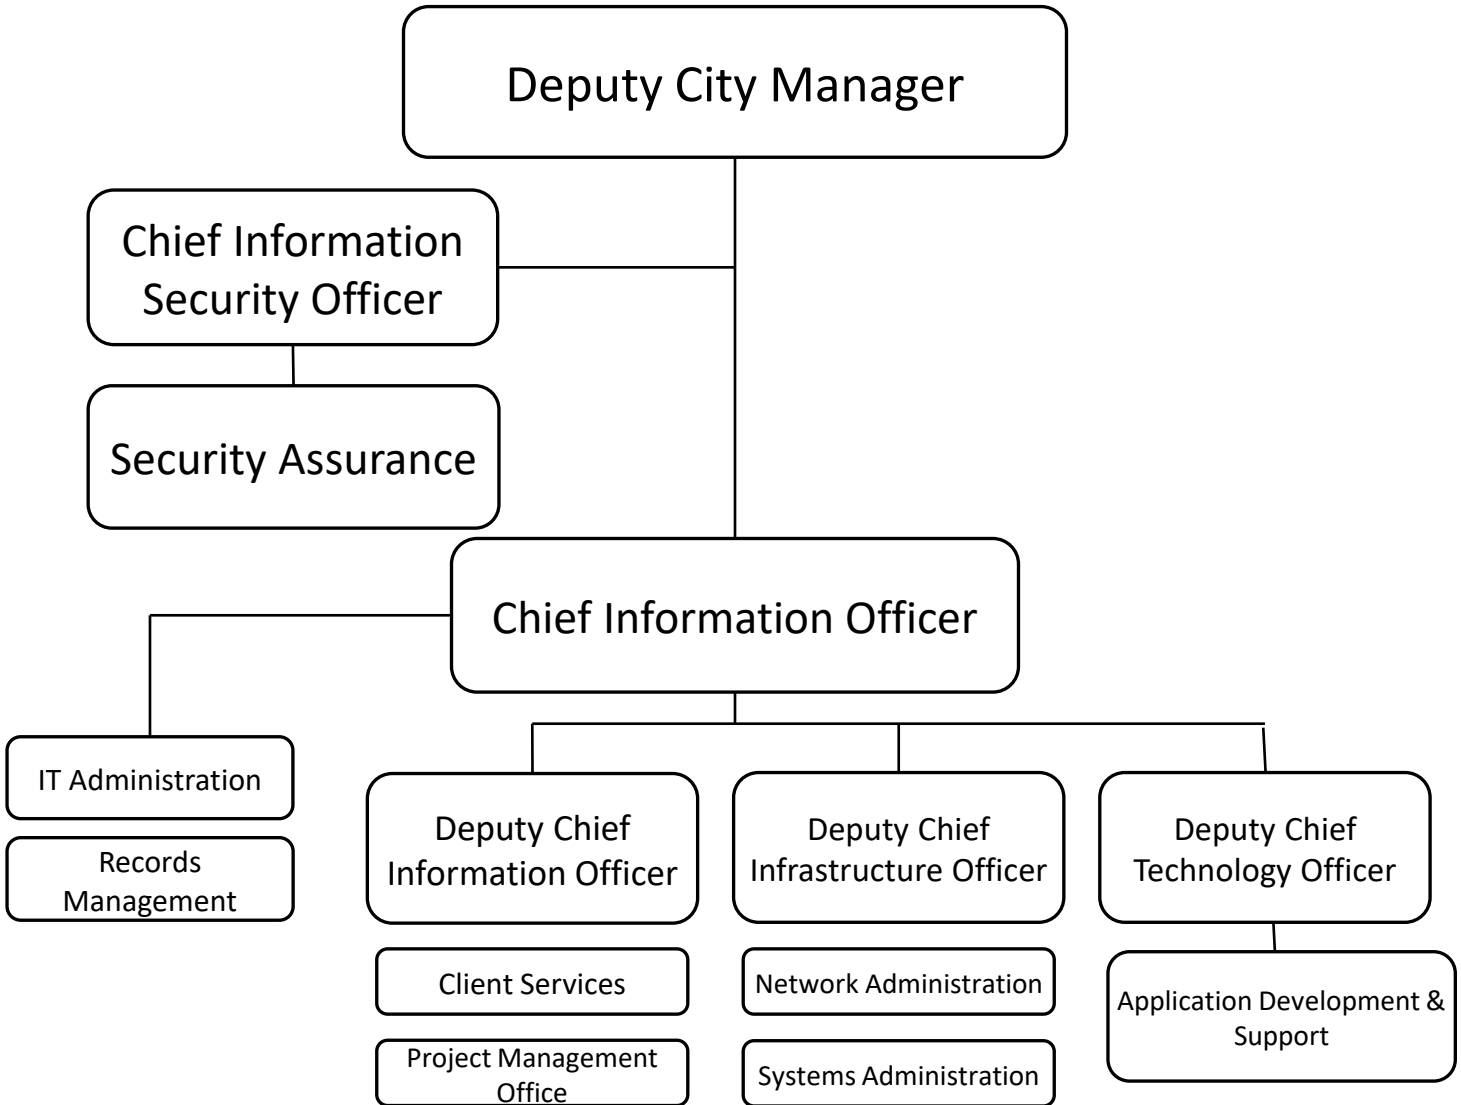 Deputy City Manager
Chief Information
Security Officer
Security Assurance
Chief Information Officer
IT Administration
Records
Management
Deputy Chief
Information Officer
Client Services
Project Management
Office
Deputy Chief
Infrastructure Officer
Network Administration
Systems Administration
Deputy Chief
Technology Officer
Application Development &
Support